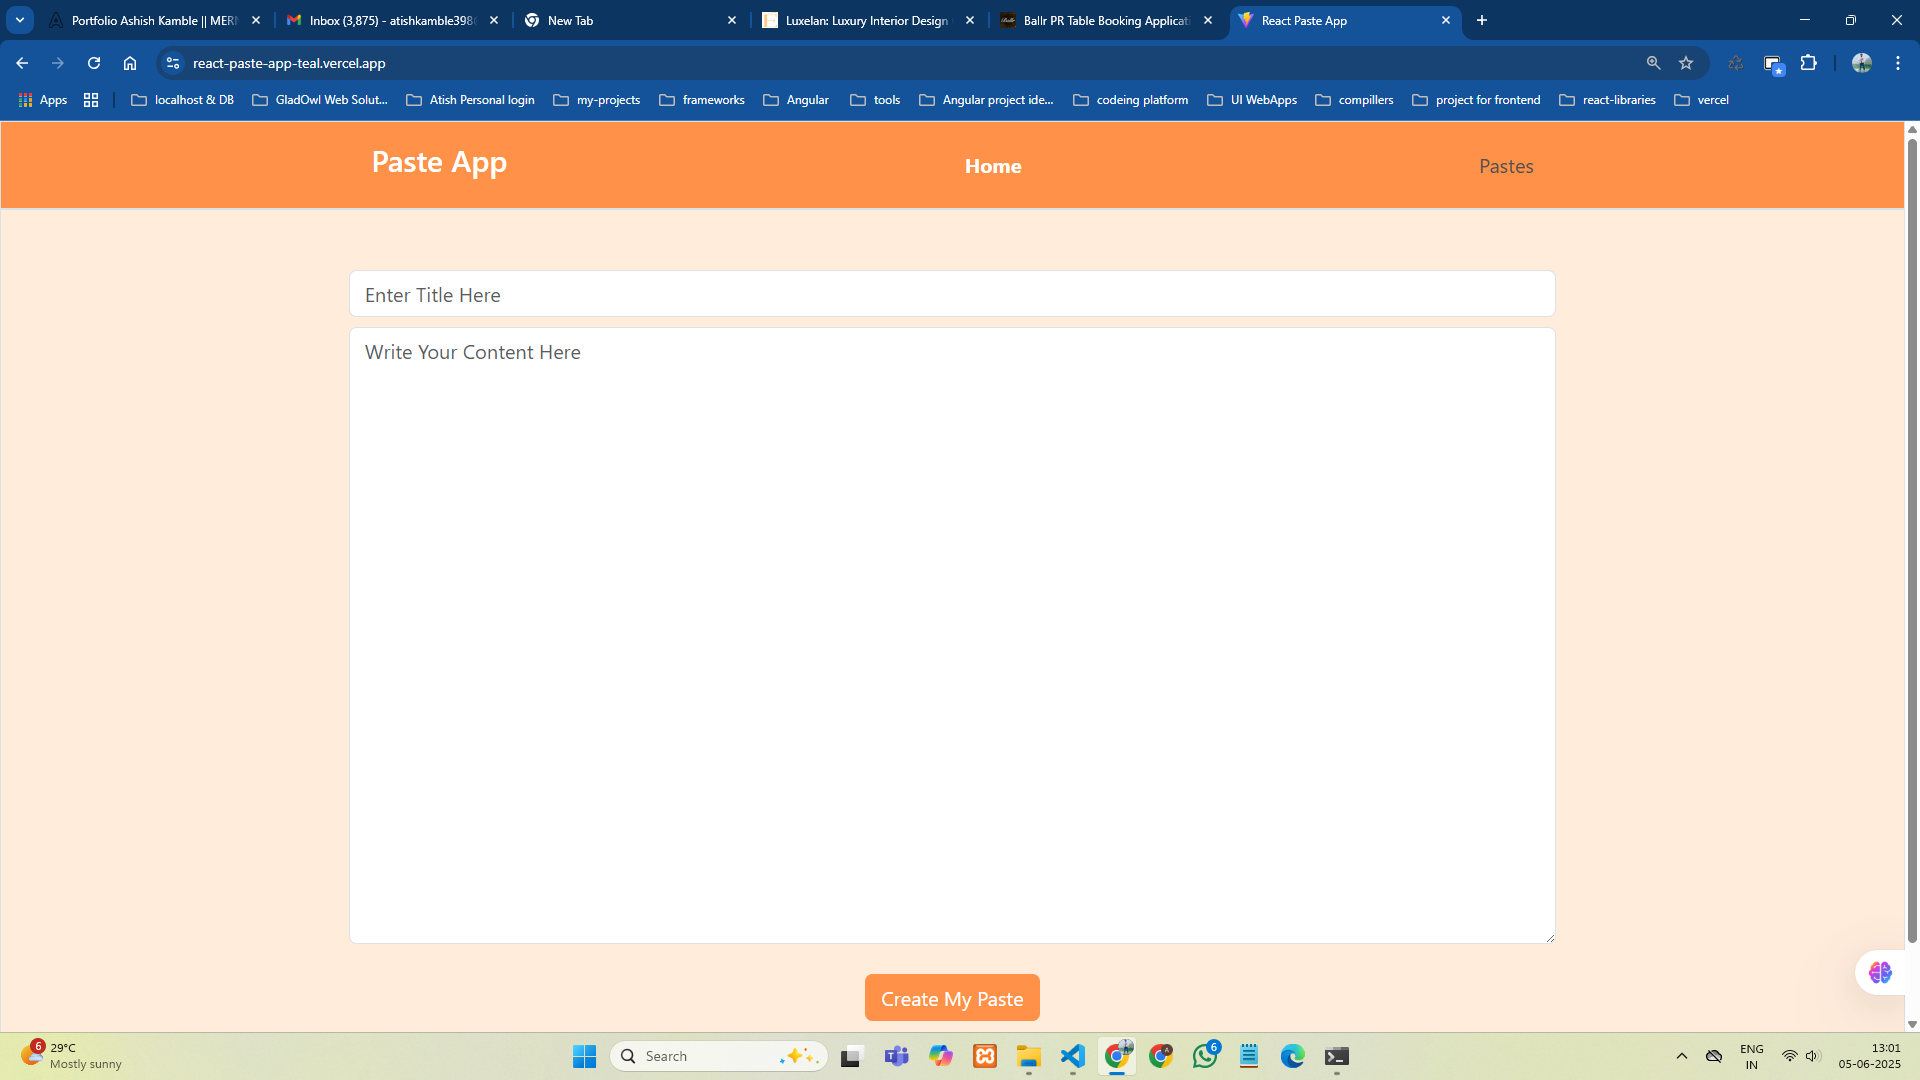 Portfolio Ashish Kamble || MERN
Inbox (3,875) - atishkamble398
New Tab
Luxelan: Luxury Interior Design
Ballr PR Table Booking Applicati
React Paste App
react-paste-app-teal.vercel.app
Apps
localhost & DB
GladOwl Web Solut...
Atish Personal login
my-projects
frameworks
Angular
tools
Angular project ide...
codeing platform
UI WebApps
compillers
project for frontend
react-libraries
vercel
Paste App
Home
Pastes
Enter Title Here
Write Your Content Here
Create My Paste
6
29°C
Mostly sunny
Search
6
ENG
IN
13:01
05-06-2025